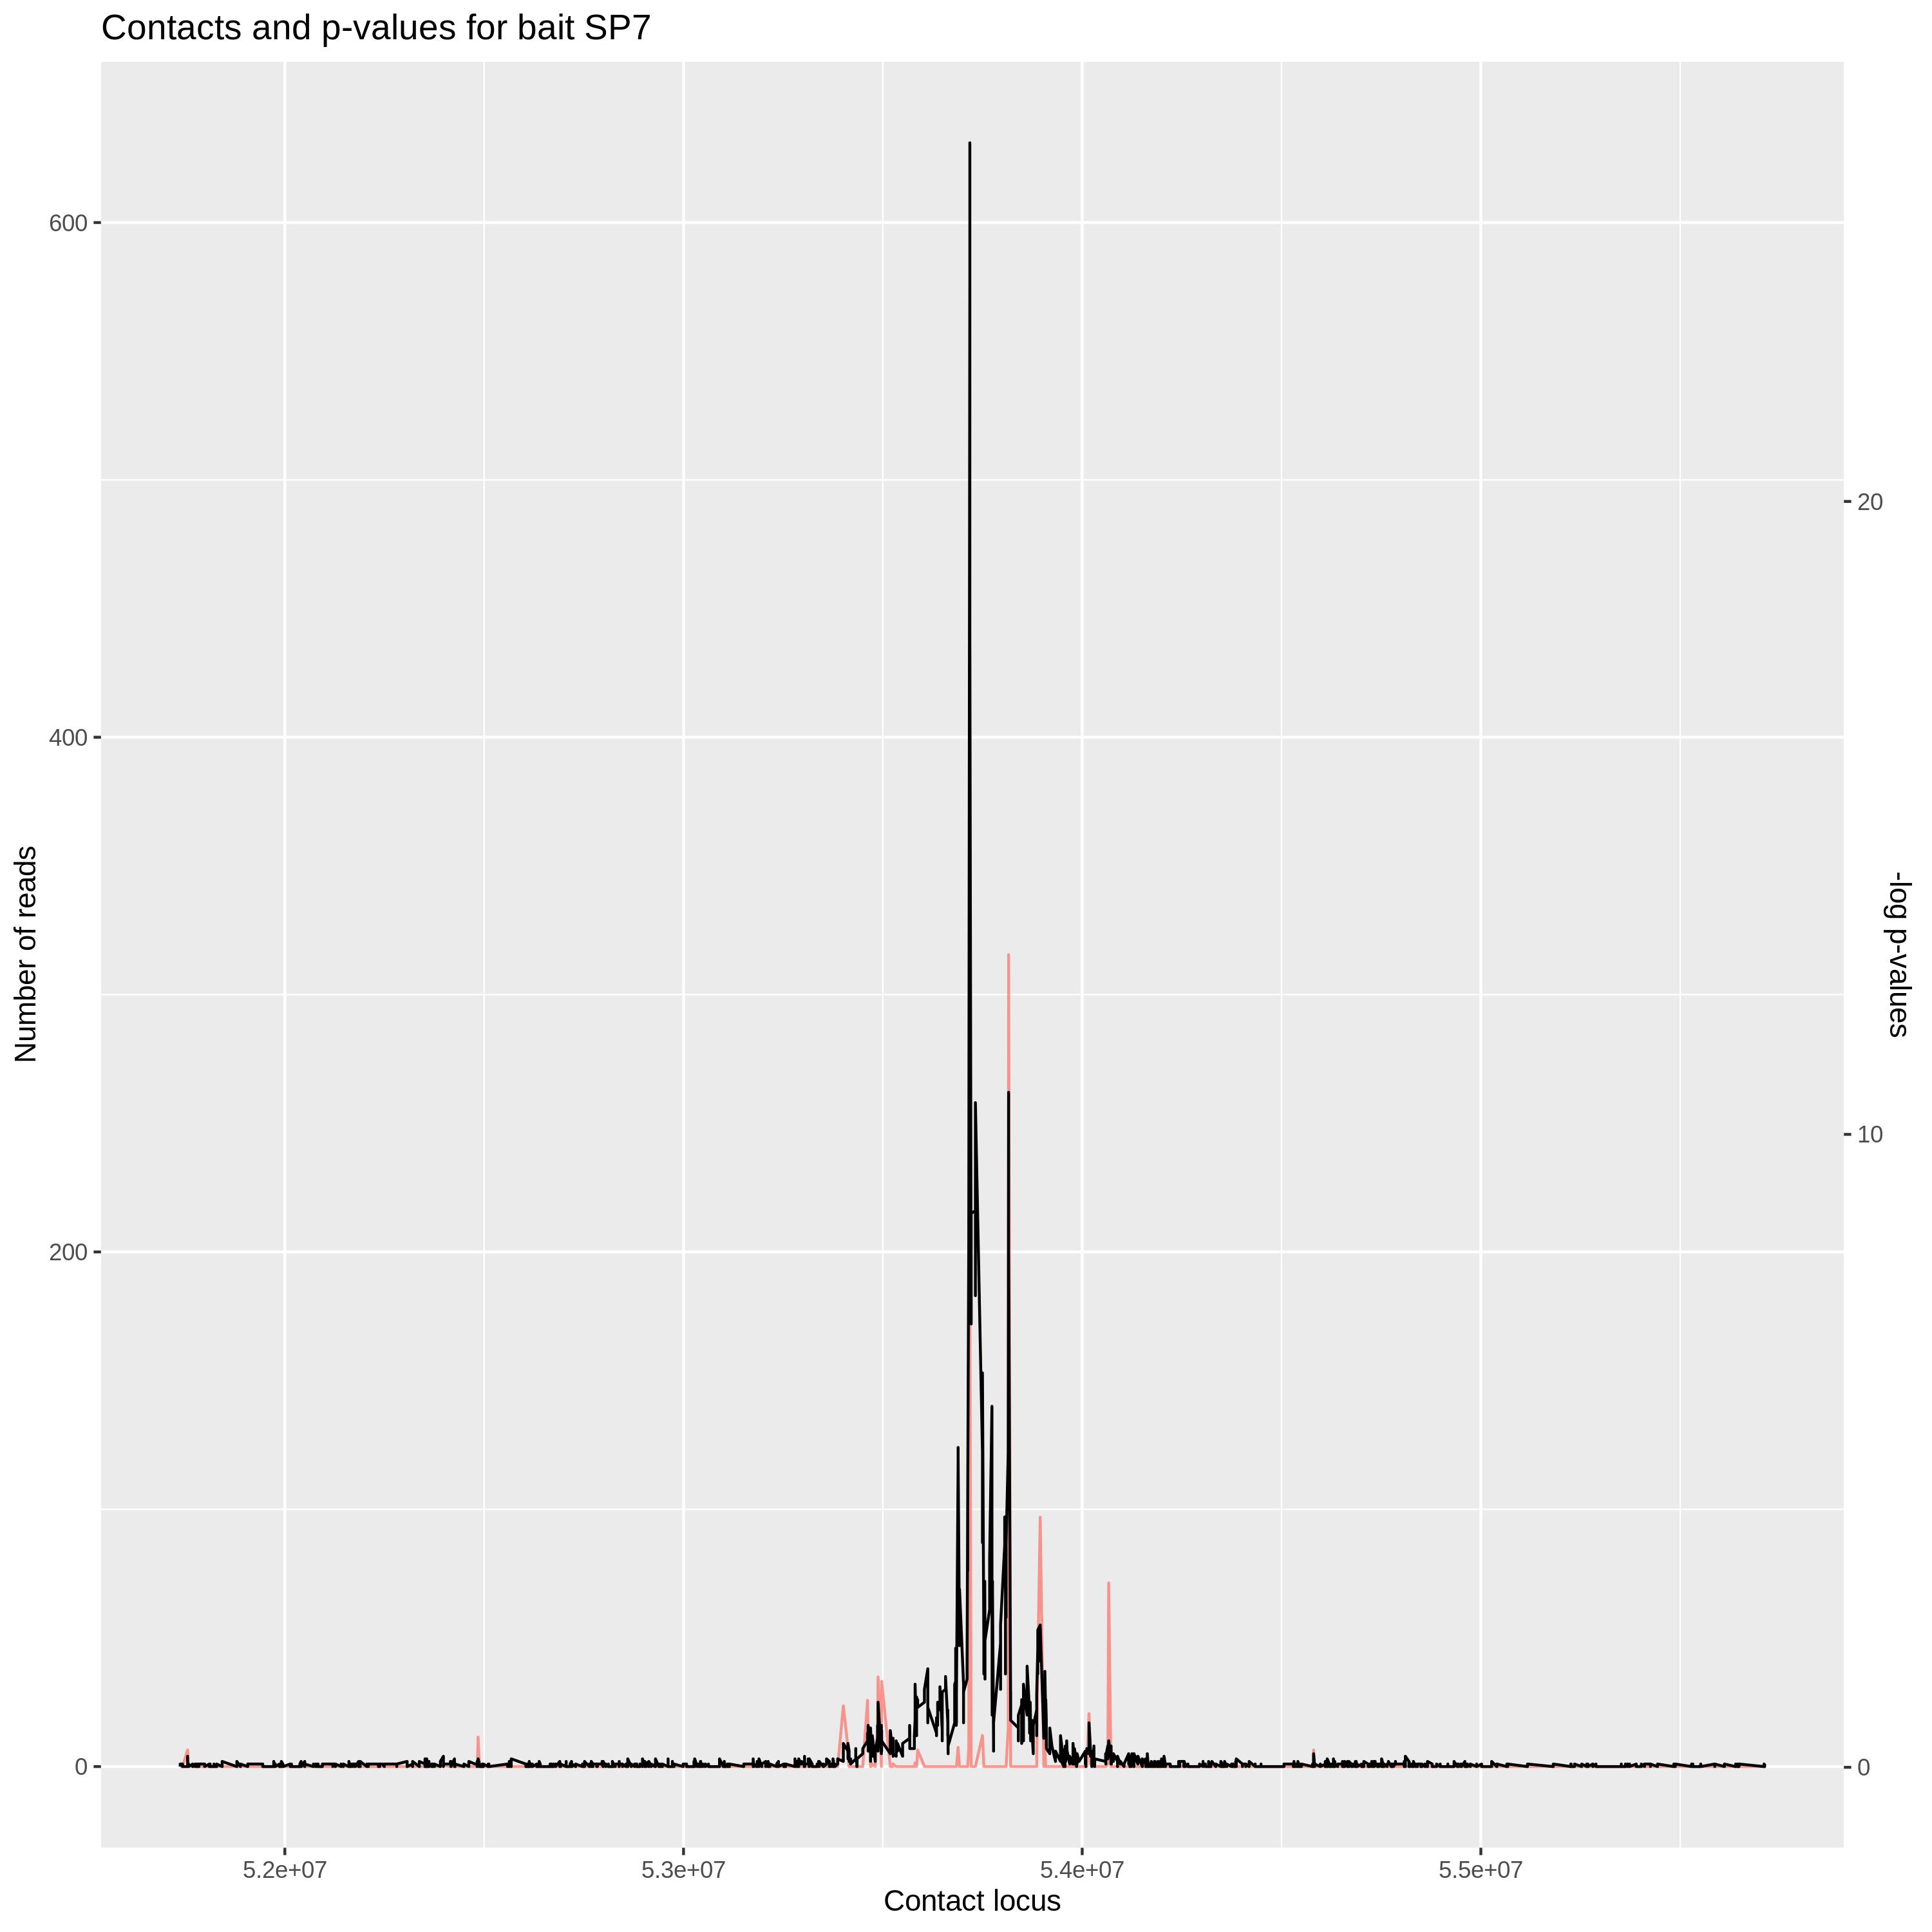 Contacts and p-values for bait SP7
600
400
200
0
Number of reads
20
10
0
-log p-values
5.2e+07
5.3e+07
5.4e+07
5.5e+07
Contact locus